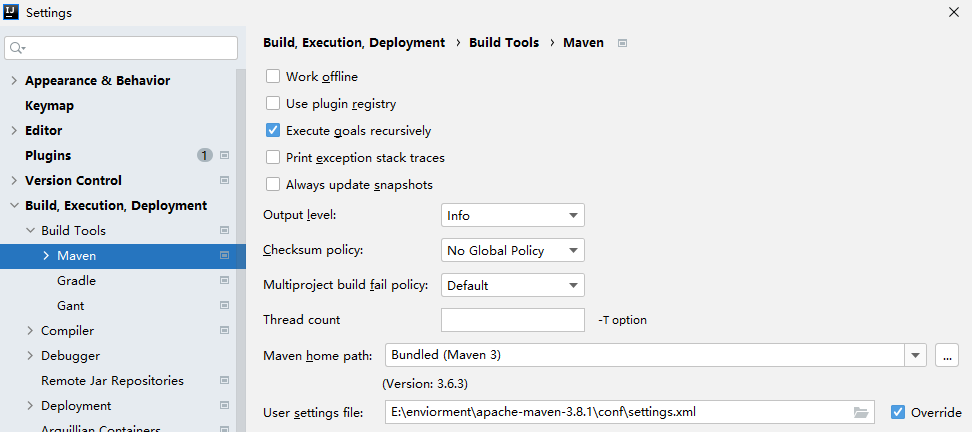 Settings
Build, Execution, Deployment › Build Tools › Maven
Work offline
Use plugin registry
Execute goals recursively
Print exception stack traces
Always update snapshots
Output level: Info
Checksum policy: No Global Policy
Multiproject build fail policy: Default
Thread count -T option
Maven home path: Bundled (Maven 3) ...
(Version: 3.6.3)
User settings file: E:\enviorment\apache-maven-3.8.1\conf\settings.xml Override
Appearance & Behavior
Keymap
Editor
Plugins 1
Version Control
Build, Execution, Deployment
Build Tools
Maven
Gradle
Gant
Compiler
Debugger
Remote Jar Repositories
Deployment
Arquillian Containers